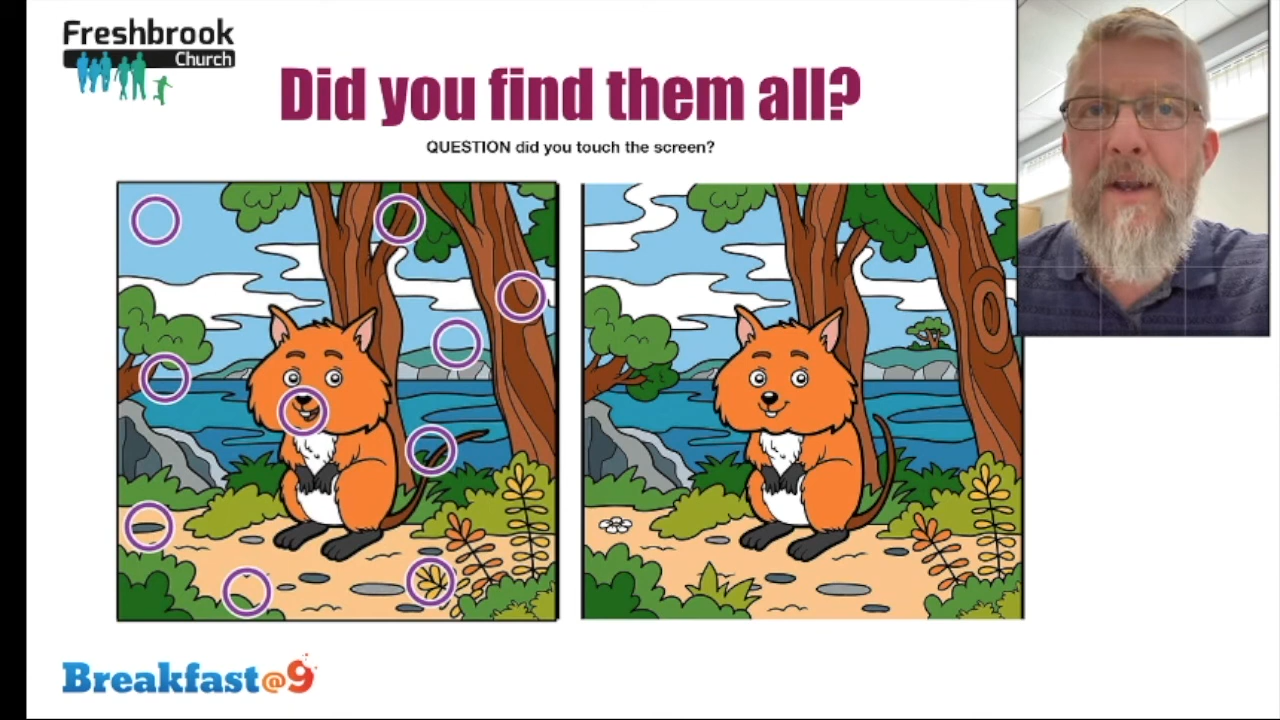 Freshbrook
Church
Did you find them all?
QUESTION did you touch the screen?
Breakfast@9